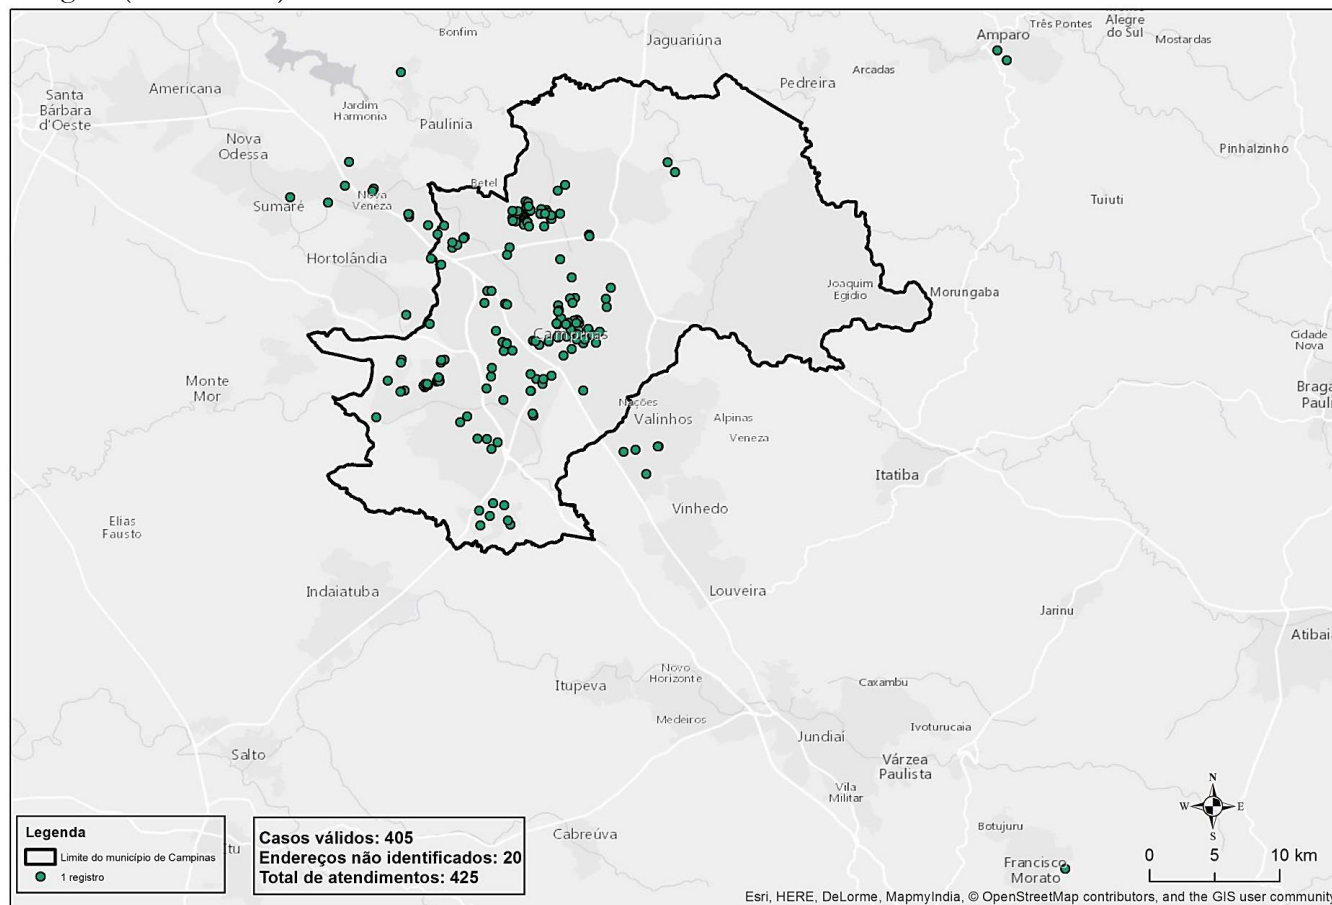 Bonfim
Jaguariúna
Três Pontes
Alegre
do Sul
Amparo
Mostardas
Arcadas
Pedreira
Santa
Bárbara
d'Oeste
Americana
Jardim
Harmonia
Paulínia
Nova
Odessa
Pinhalzinho
Betel
Nova
Veneza
Sumaré
Tuiuti
Hortolândia
Joaquim
Egidio
Morungaba
Campinas
Cidade
Nova
Monte
Mor
Braga
Pauli
Nações
Valinhos
Alpinas
Veneza
Itatiba
Vinhedo
Elias
Fausto
Indaiatuba
Louveira
Jarinu
Atibaia
Novo
Horizonte
Itupeva
Caxambu
Medeiros
Ivoturucaia
Jundiaí
Salto
Várzea
Paulista
Vila
Militar
N
W E
S
Cabreúva
Botujuru
Francisco
Morato
Itu
Legenda
Limite do município de Campinas
1 registro
Casos válidos: 405
Endereços não identificados: 20
Total de atendimentos: 425
0 5 10 km
Esri, HERE, DeLorme, MapmyIndia, © OpenStreetMap contributors, and the GIS user community